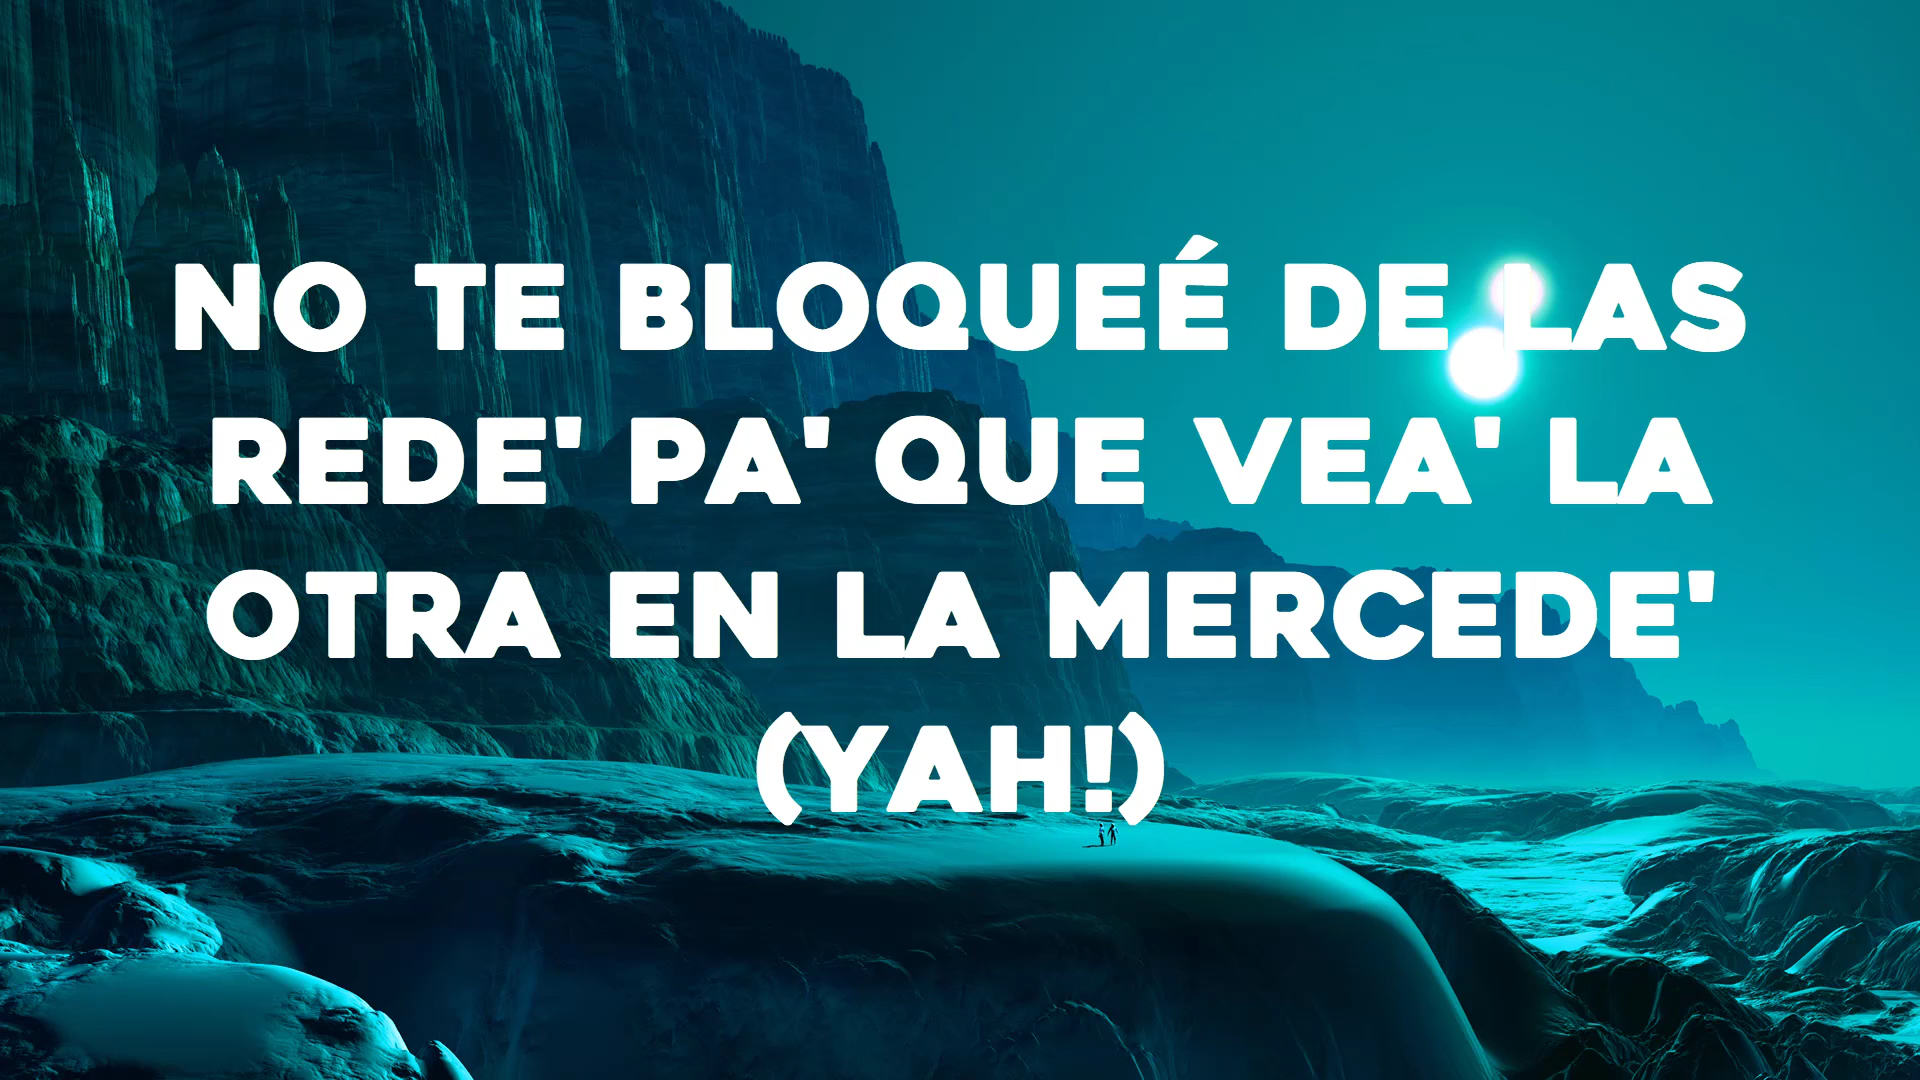 NO TE BLOQUEÉ DE LAS
REDE' PA' QUE VEA' LA
OTRA EN LA MERCEDE'
(YAH!)